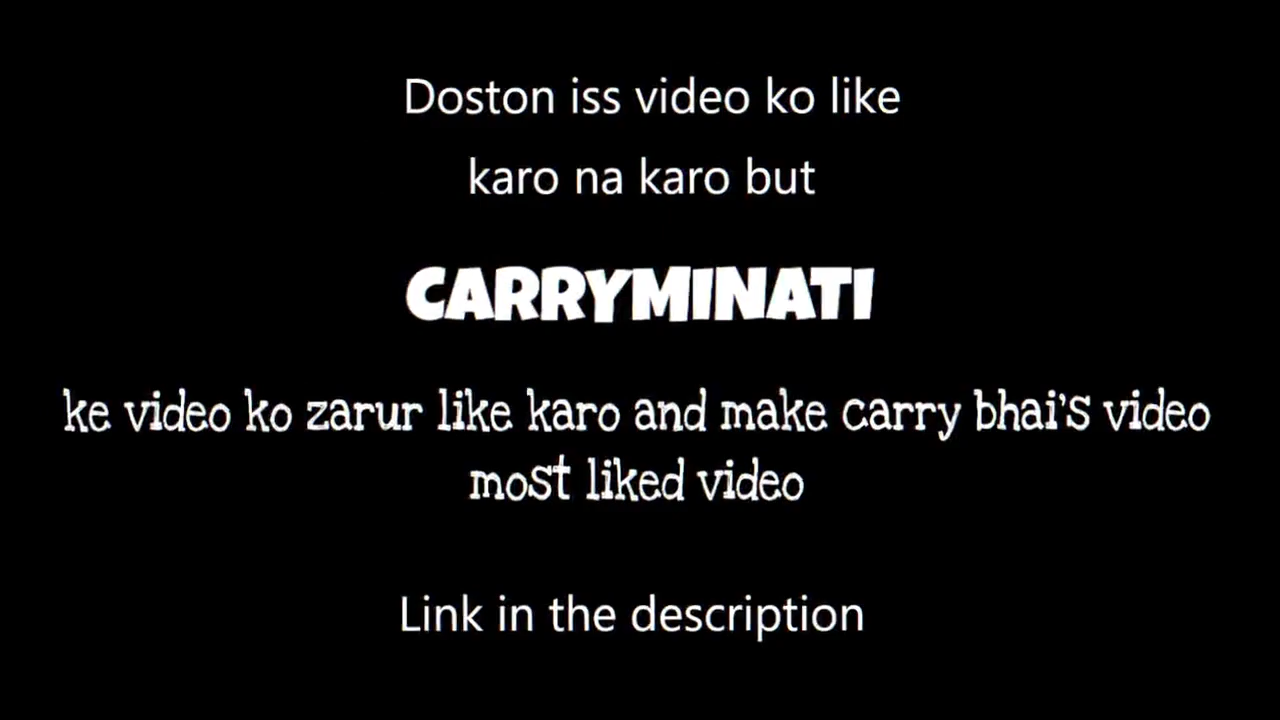 Doston iss video ko like
karo na karo but
CARRYMINATI
ke video ko zarur like karo and make carry bhai's video
most liked video
Link in the description